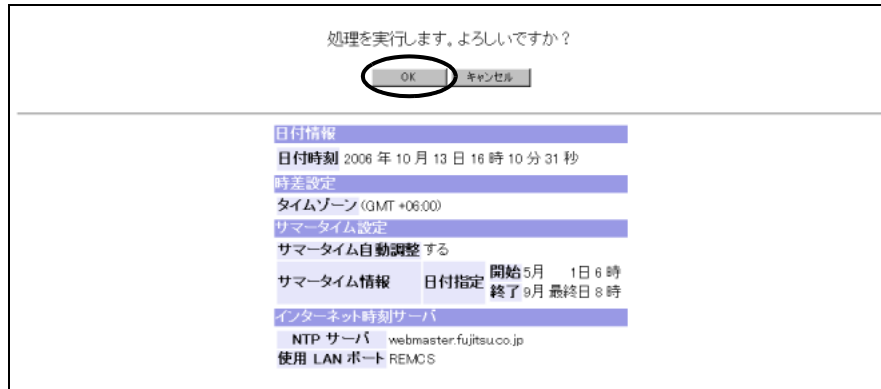 処理を実行します。よろしいですか？
OK キャンセル
日付情報
日付時刻 2006 年 10 月 13 日 16 時 10 分 31 秒
時差設定
タイムゾーン (GMT +06:00)
サマータイム設定
サマータイム自動調整 する
サマータイム情報 日付指定 開始 5月 1日 6 時
終了 9月 最終日 8 時
インターネット時刻サーバ
NTP サーバ webmaster.fujitsu.co.jp
使用 LAN ポート REMCS